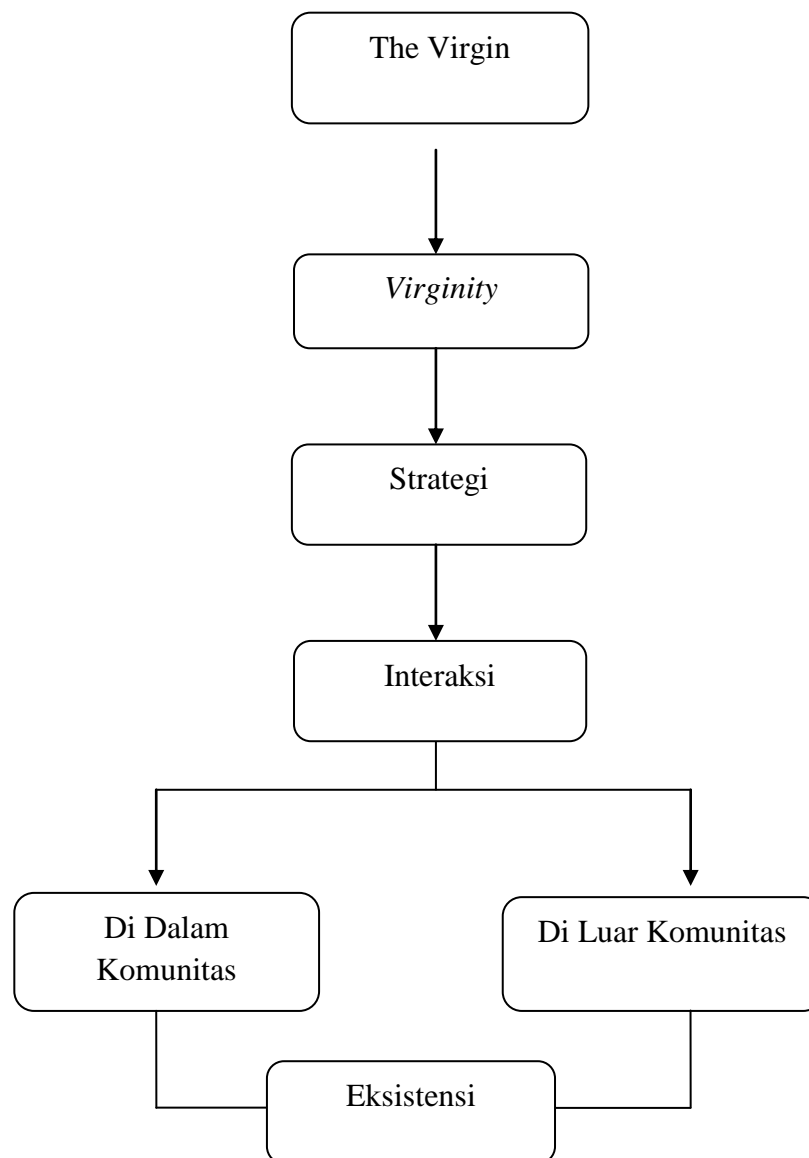 The Virgin
Virginity
Strategi
Interaksi
Di Dalam
Komunitas
Di Luar Komunitas
Eksistensi